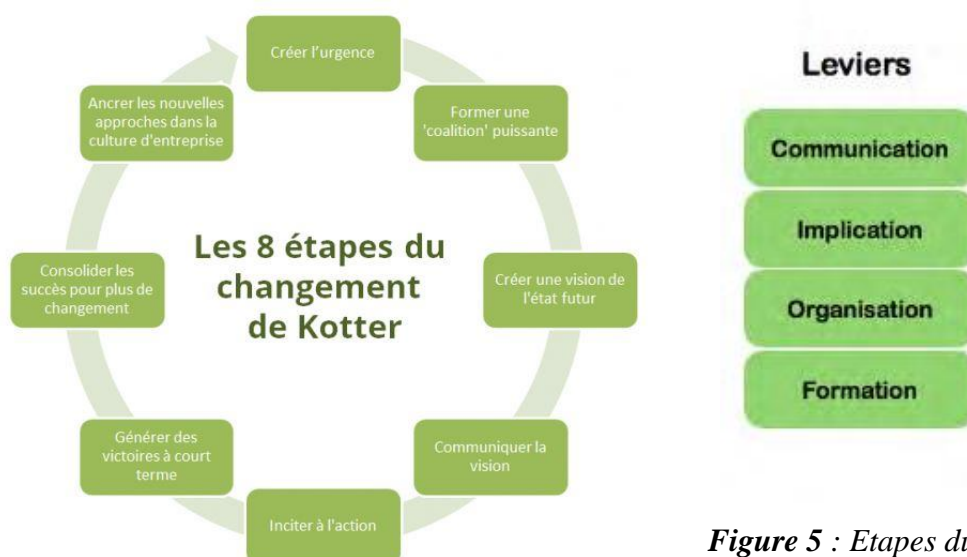 Créer l'urgence
Former une
'coalition' puissante
Créer une vision de
l'état futur
Communiquer la
vision
Inciter à l'action
Générer des
victoires à court
terme
Consolider les
succès pour plus de
changement
Ancrer les nouvelles
approches dans la
culture d'entreprise
Les 8 étapes du
changement
de Kotter
Leviers
Communication
Implication
Organisation
Formation
Figure 5 : Etapes du